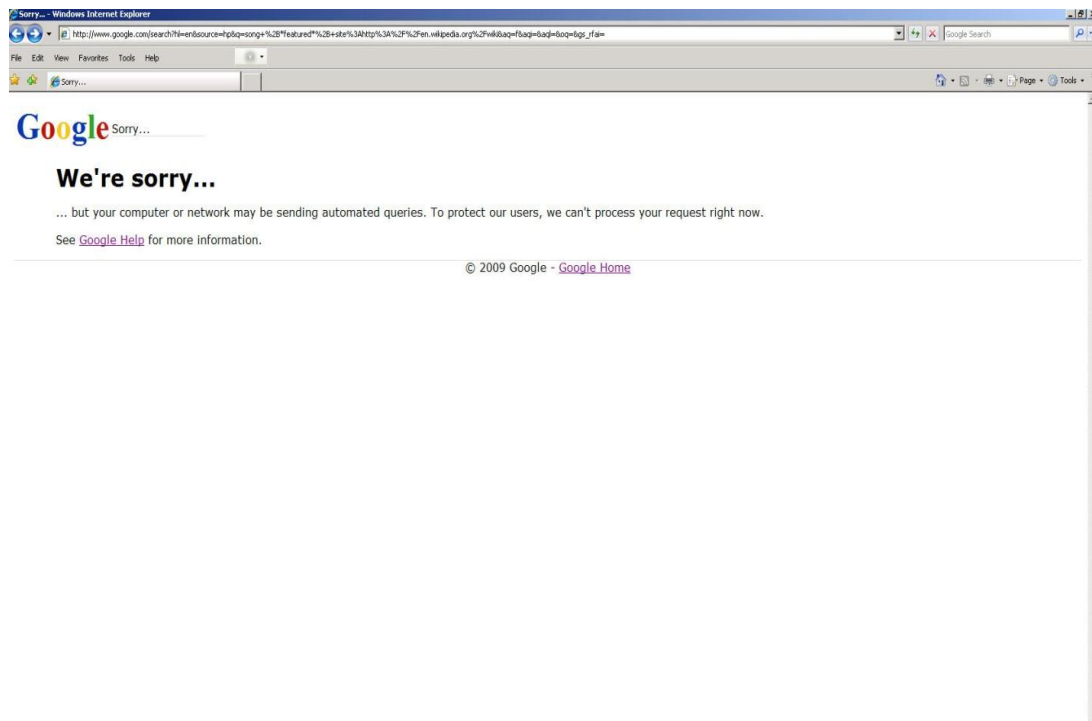 Sorry... - Windows Internet Explorer
http://www.google.com/search?hl=en&source=hp&q=song+%2B*featured*%2B+site%3Ahttp%3A%2F%2Fen.wikipedia.org%2Fwiki&aq=f&aqi=&aql=&oq=&gs_rfai=
Google Search
File Edit View Favorites Tools Help
Sorry...
Page Tools
Google Sorry...
We're sorry...
... but your computer or network may be sending automated queries. To protect our users, we can't process your request right now.
See Google Help for more information.
© 2009 Google - Google Home